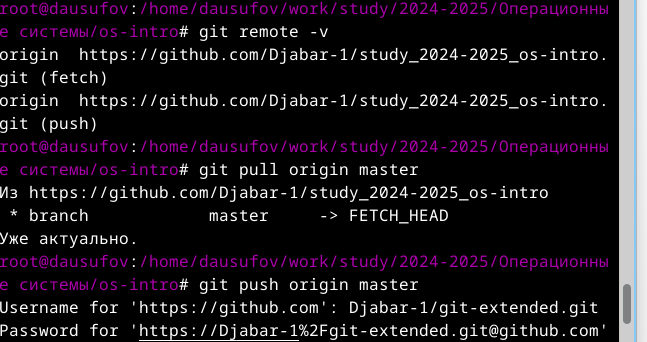 root@dausufov:/home/dausufov/work/study/2024-2025/Операционны
е системы/os-intro# git remote -v
origin  https://github.com/Djabar-1/study_2024-2025_os-intro.
git (fetch)
origin  https://github.com/Djabar-1/study_2024-2025_os-intro.
git (push)
root@dausufov:/home/dausufov/work/study/2024-2025/Операционны
е системы/os-intro# git pull origin master
Из https://github.com/Djabar-1/study_2024-2025_os-intro
 * branch            master     -> FETCH_HEAD
Уже актуально.
root@dausufov:/home/dausufov/work/study/2024-2025/Операционны
е системы/os-intro# git push origin master
Username for 'https://github.com': Djabar-1/git-extended.git
Password for 'https://Djabar-1%2Fgit-extended.git@github.com'